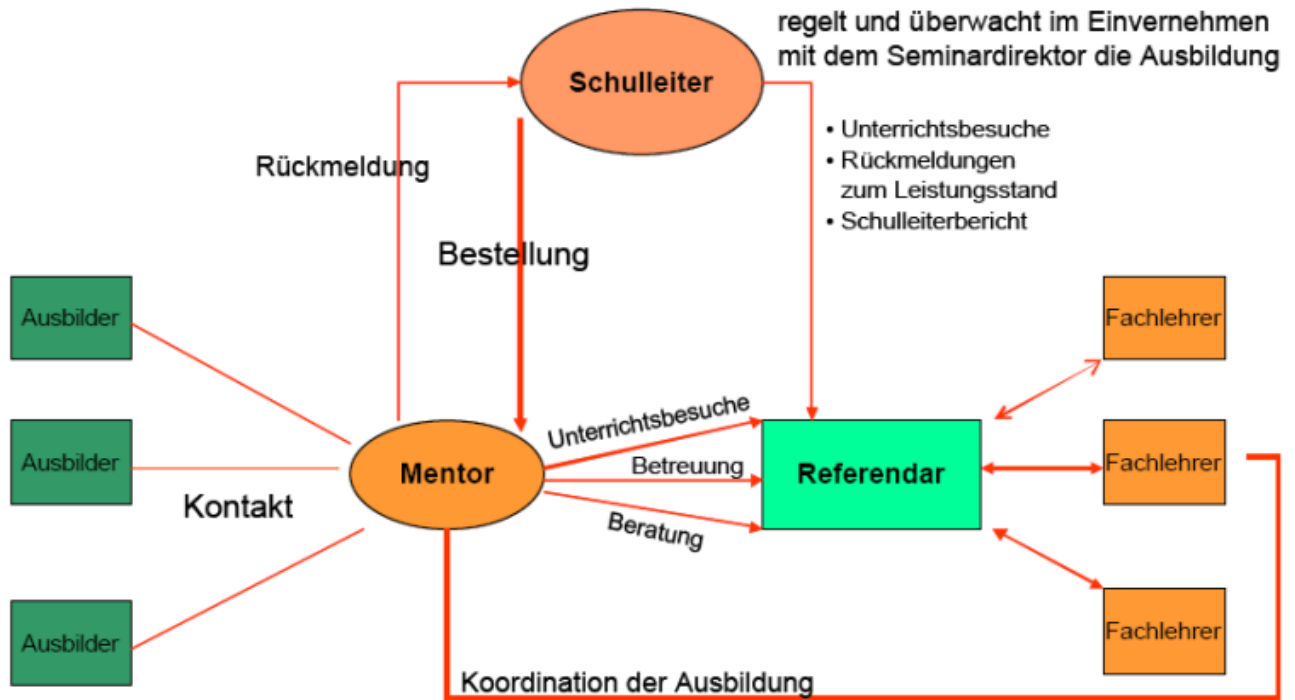 regelt und überwacht im Einvernehmen
mit dem Seminardirektor die Ausbildung
Schulleiter
• Unterrichtsbesuche
• Rückmeldungen
zum Leistungsstand
• Schulleiterbericht
Rückmeldung
Bestellung
Ausbilder
Ausbilder
Ausbilder
Kontakt
Mentor
Unterrichtsbesuche
Betreuung
Beratung
Referendar
Fachlehrer
Fachlehrer
Fachlehrer
Koordination der Ausbildung